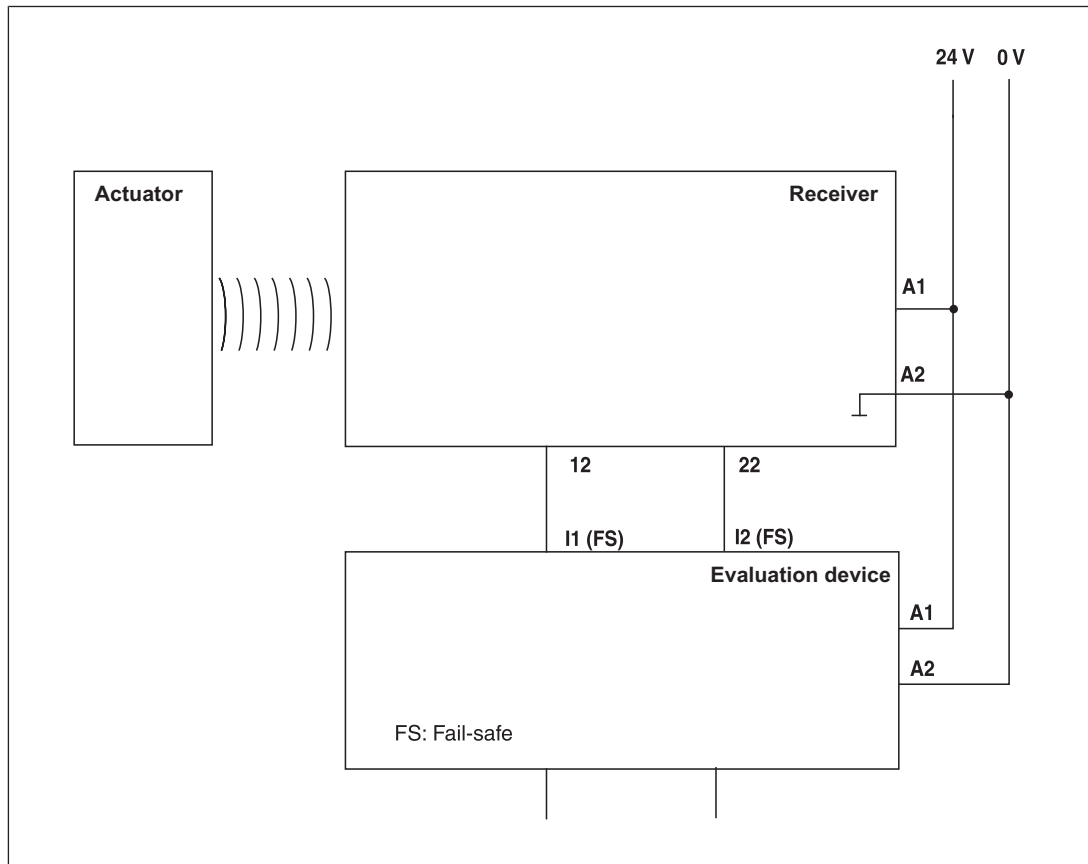 24 V 0 V
Actuator
Receiver
A1
A2
12
22
I1 (FS)
I2 (FS)
Evaluation device
A1
A2
FS: Fail-safe